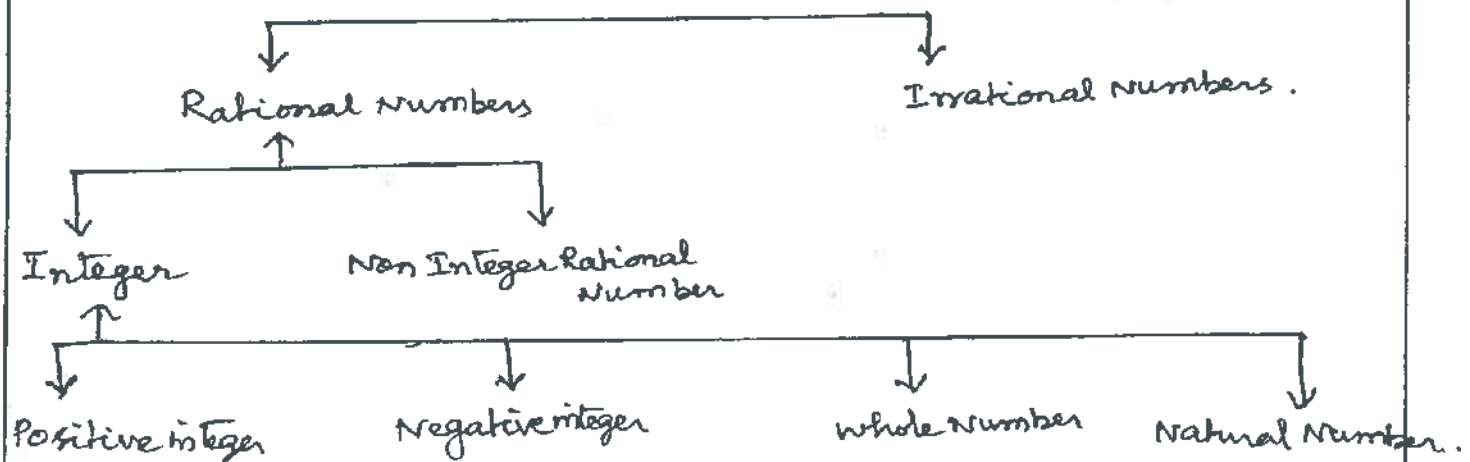 Rational Numbers
Irrational Numbers.
Integer
Non Integer Rational
Number
Positive integer
Negative integer
Whole Number
Natural Number.